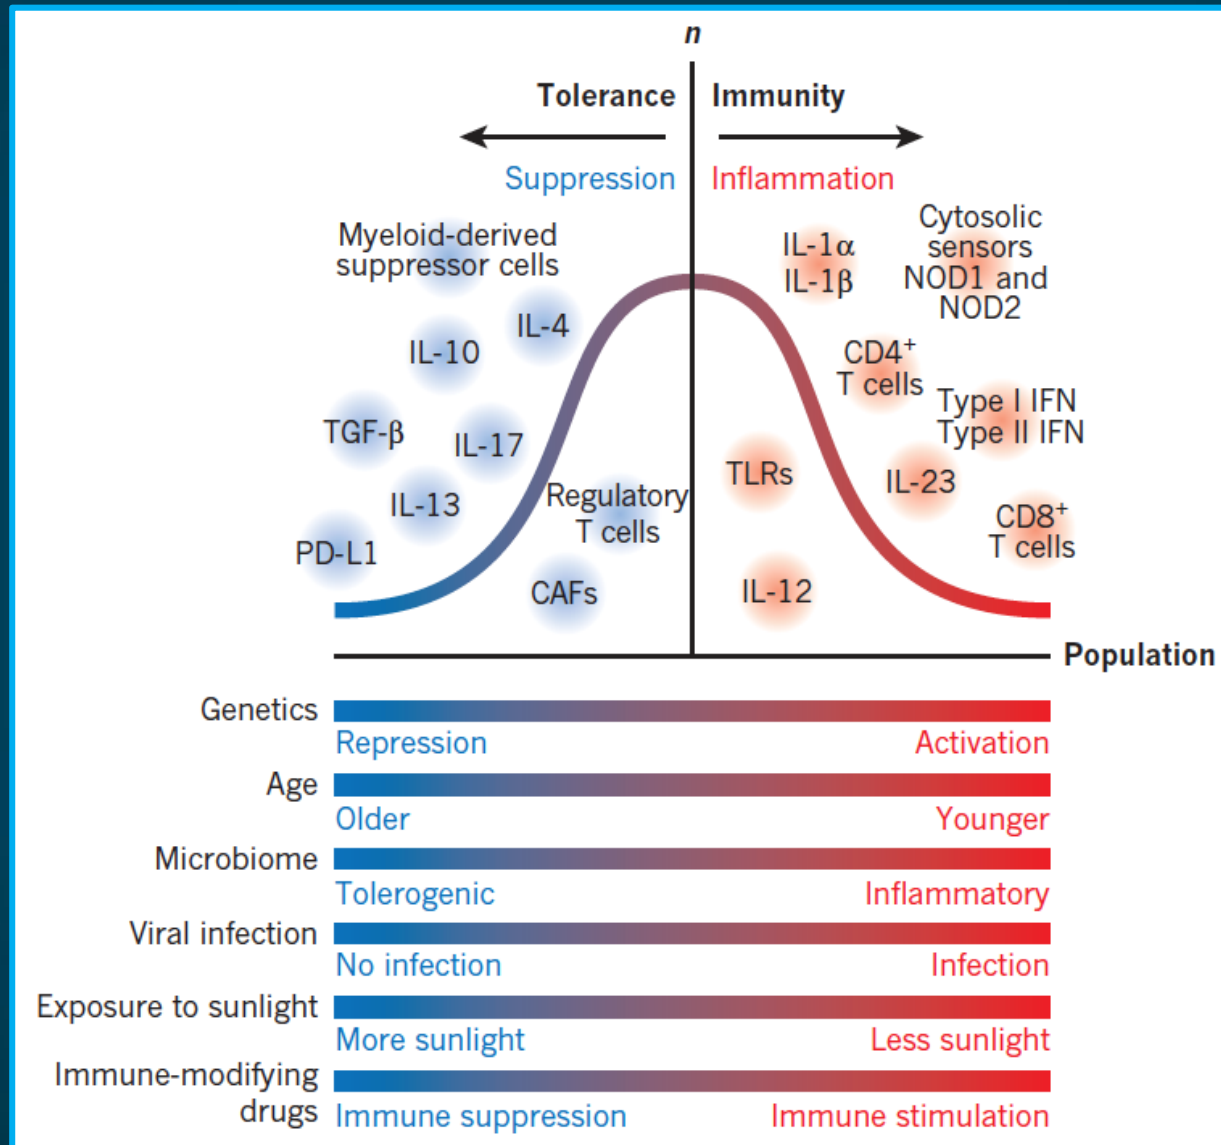 n
Tolerance
Immunity
Suppression
Inflammation
Myeloid-derived
suppressor cells
IL-4
IL-10
TGF-β
IL-17
IL-13
PD-L1
Regulatory
T cells
CAFs
IL-1α
IL-1β
Cytosolic
sensors
NOD1 and
NOD2
CD4⁺
T cells
Type I IFN
Type II IFN
TLRs
IL-23
CD8⁺
T cells
IL-12
Population
Genetics
Repression
Activation
Age
Older
Younger
Microbiome
Tolerogenic
Inflammatory
Viral infection
No infection
Infection
Exposure to sunlight
More sunlight
Less sunlight
Immune-modifying
drugs
Immune suppression
Immune stimulation